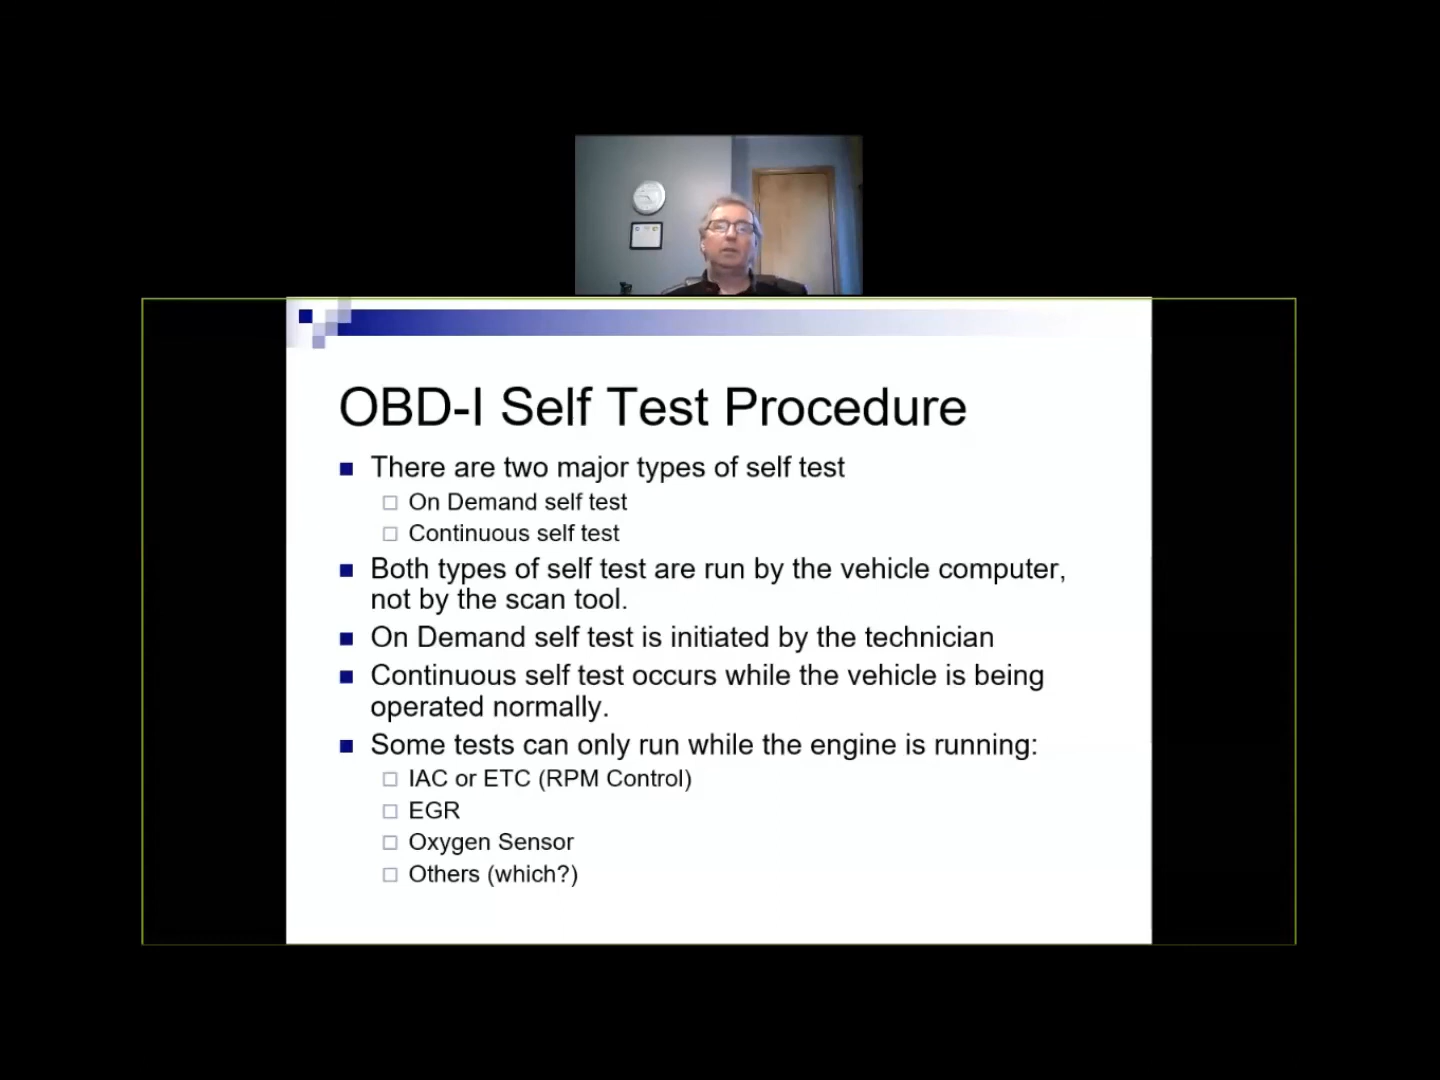 OBD-I Self Test Procedure
There are two major types of self test
On Demand self test
Continuous self test
Both types of self test are run by the vehicle computer,
not by the scan tool.
On Demand self test is initiated by the technician
Continuous self test occurs while the vehicle is being
operated normally.
Some tests can only run while the engine is running:
IAC or ETC (RPM Control)
EGR
Oxygen Sensor
Others (which?)